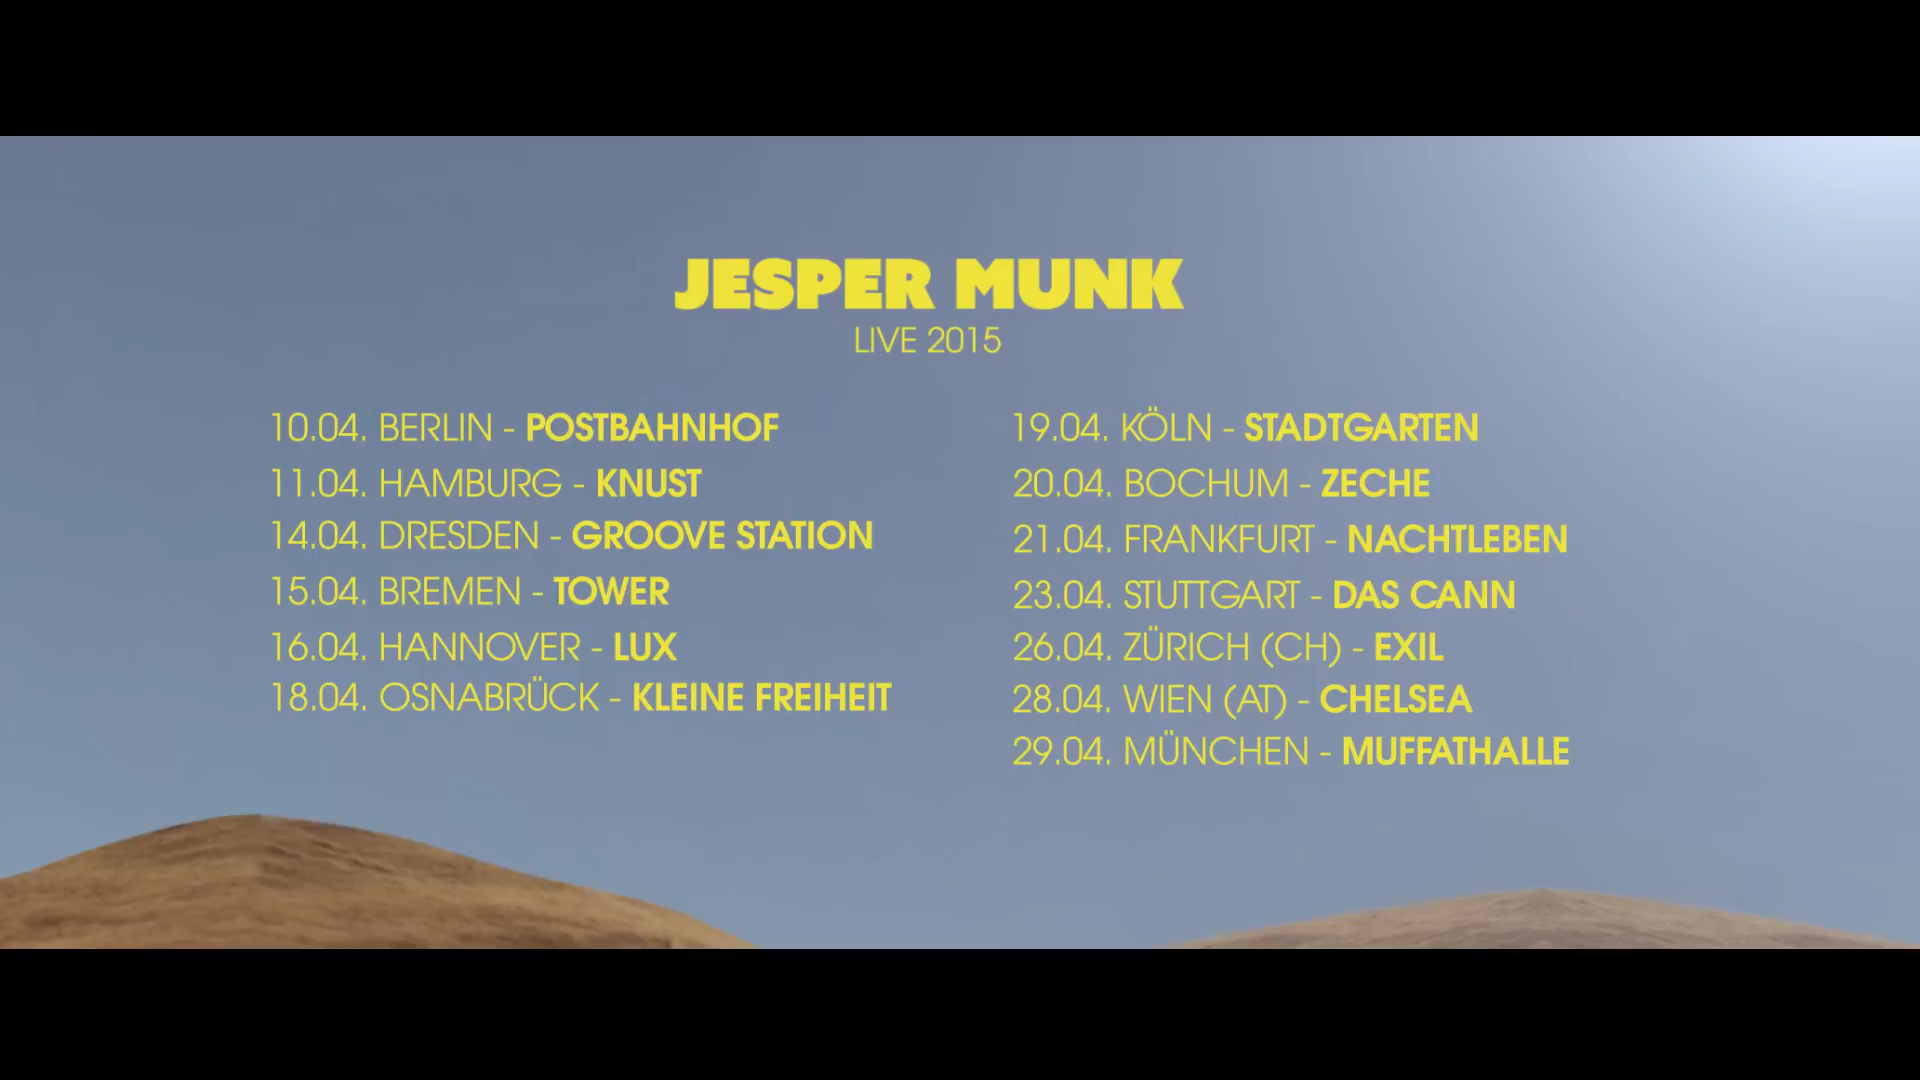 JESPER MUNK
LIVE 2015
10.04. BERLIN - POSTBAHNHOF
11.04. HAMBURG - KNUST
14.04. DRESDEN - GROOVE STATION
15.04. BREMEN - TOWER
16.04. HANNOVER - LUX
18.04. OSNABRÜCK - KLEINE FREIHEIT
19.04. KÖLN - STADTGARTEN
20.04. BOCHUM - ZECHE
21.04. FRANKFURT - NACHTLEBEN
23.04. STUTTGART - DAS CANN
26.04. ZÜRICH (CH) - EXIL
28.04. WIEN (AT) - CHELSEA
29.04. MÜNCHEN - MUFFATHALLE